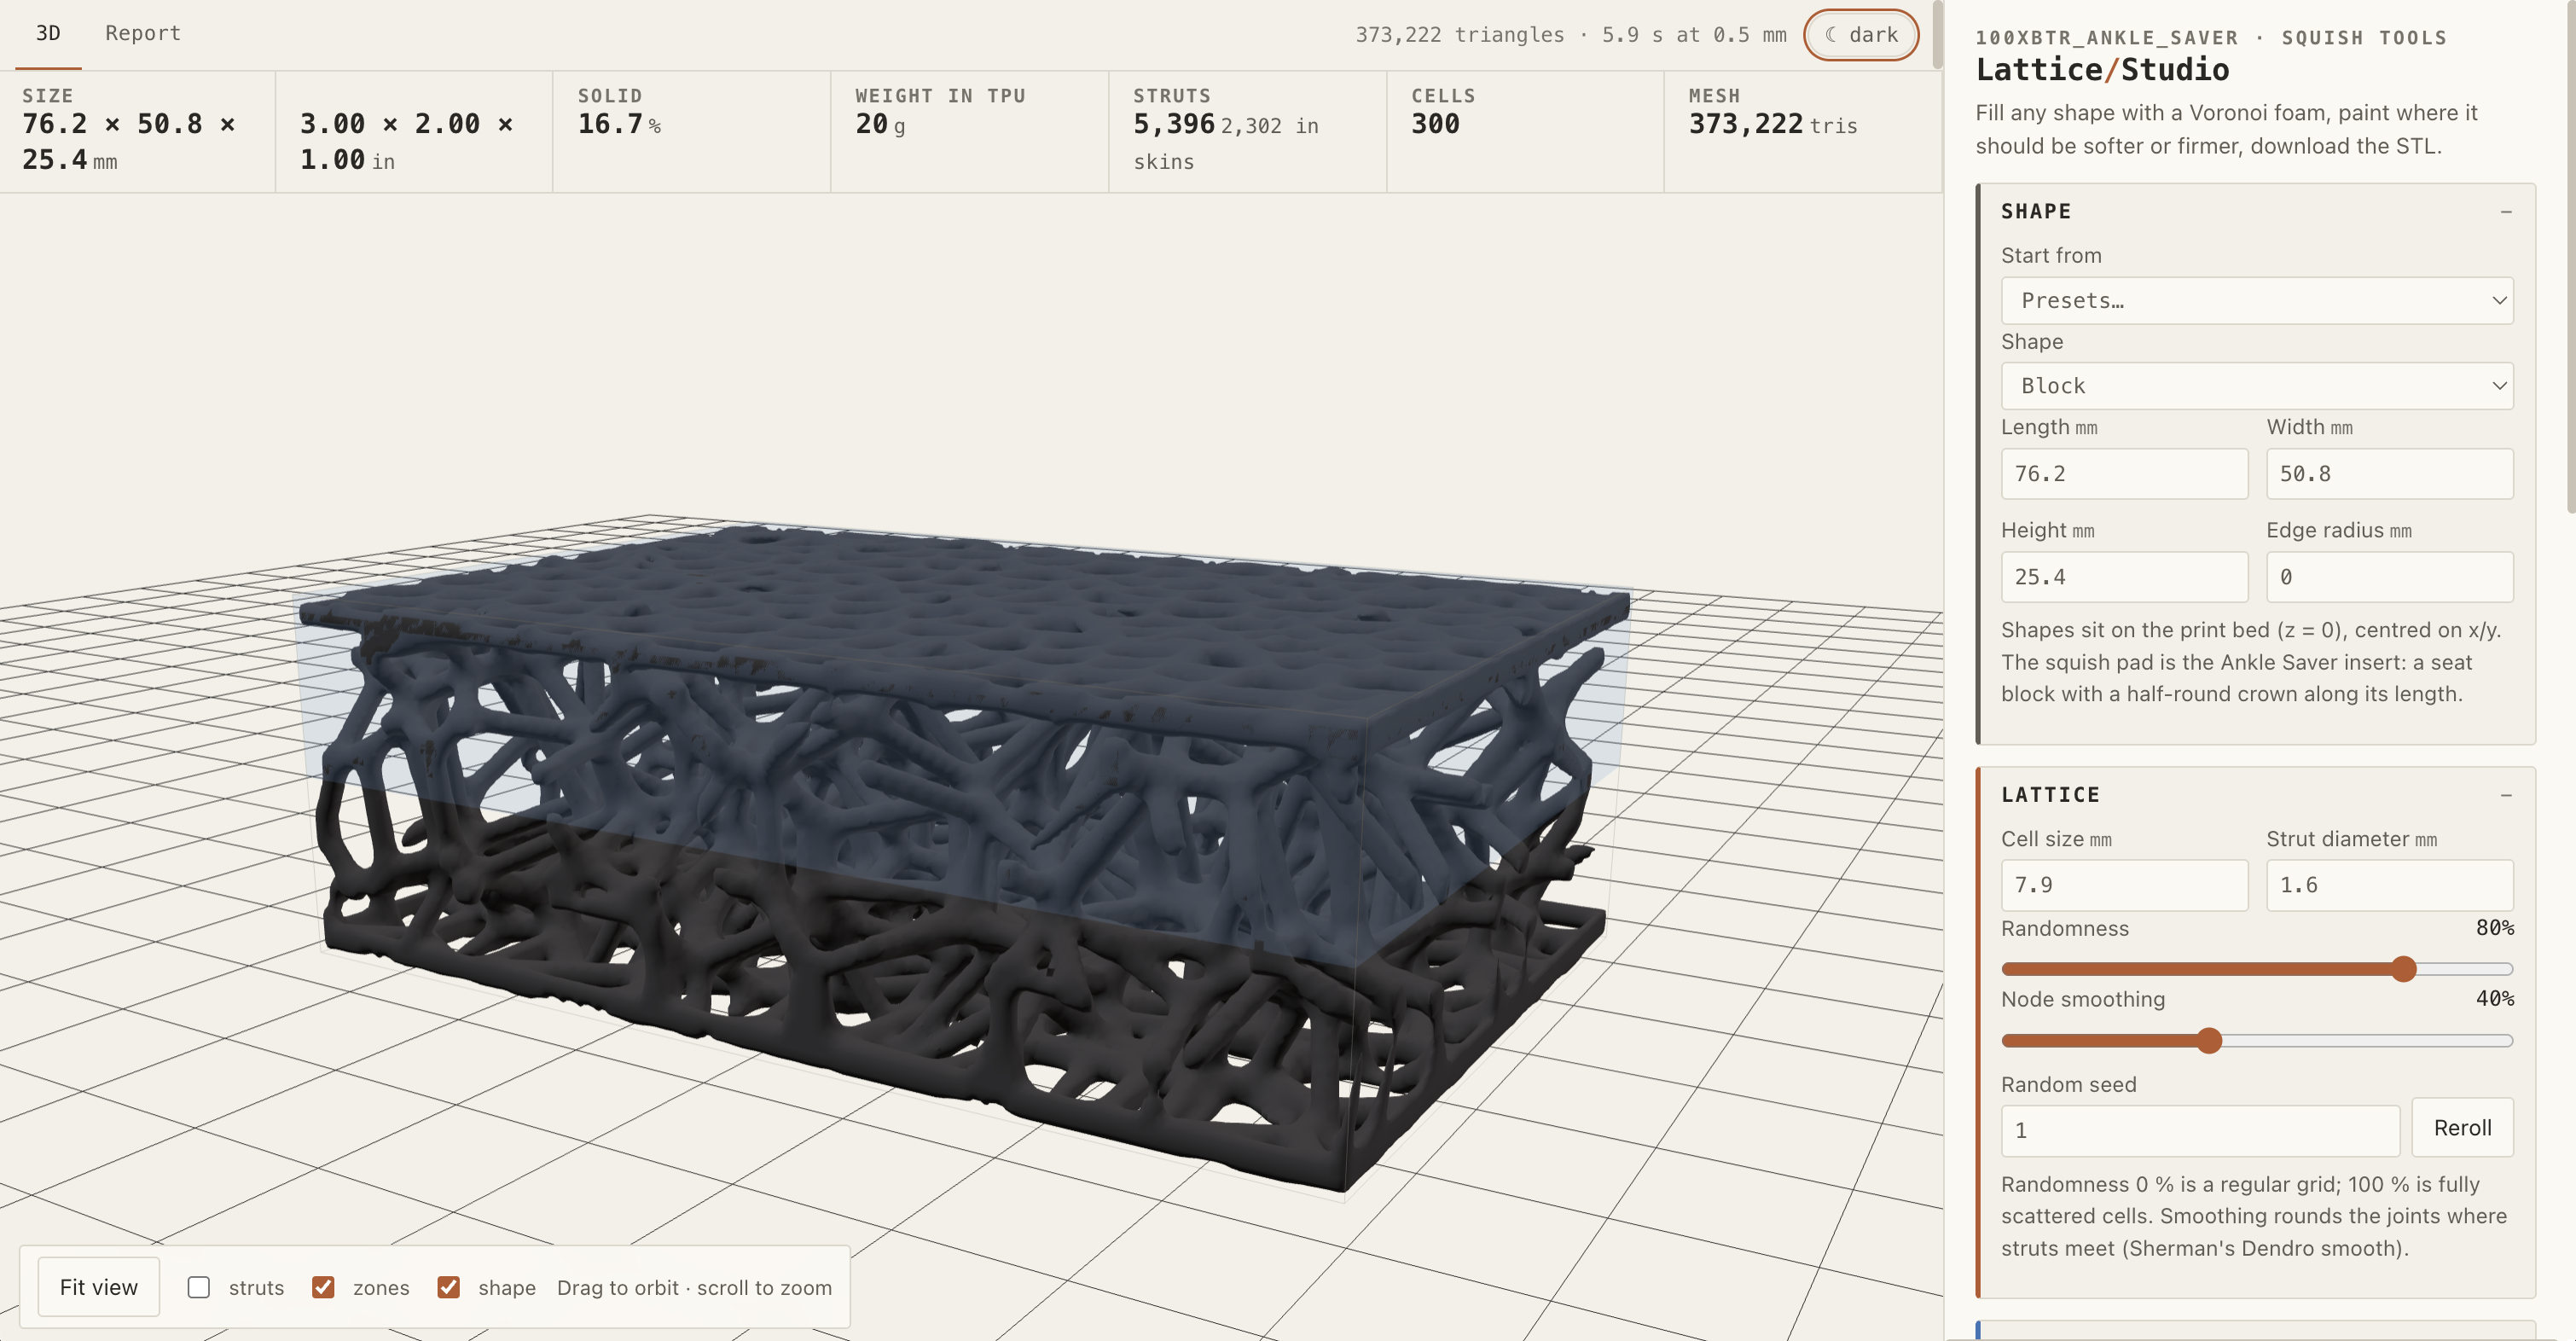 3D Report
373,222 triangles · 5.9 s at 0.5 mm
☾ dark
SIZE
76.2 × 50.8 ×
25.4 mm
3.00 × 2.00 ×
1.00 in
SOLID
16.7 %
WEIGHT IN TPU
20 g
STRUTS
5,396 2,302 in
skins
CELLS
300
MESH
373,222 tris
Fit view
struts
zones
shape
Drag to orbit · scroll to zoom
100XBTR_ANKLE_SAVER · SQUISH TOOLS
Lattice/Studio
Fill any shape with a Voronoi foam, paint where it
should be softer or firmer, download the STL.
SHAPE –
Start from
Presets…
Shape
Block
Length mm Width mm
76.2 50.8
Height mm Edge radius mm
25.4 0
Shapes sit on the print bed (z = 0), centred on x/y.
The squish pad is the Ankle Saver insert: a seat
block with a half-round crown along its length.
LATTICE –
Cell size mm Strut diameter mm
7.9 1.6
Randomness 80%
Node smoothing 40%
Random seed
1 Reroll
Randomness 0 % is a regular grid; 100 % is fully
scattered cells. Smoothing rounds the joints where
struts meet (Sherman's Dendro smooth).